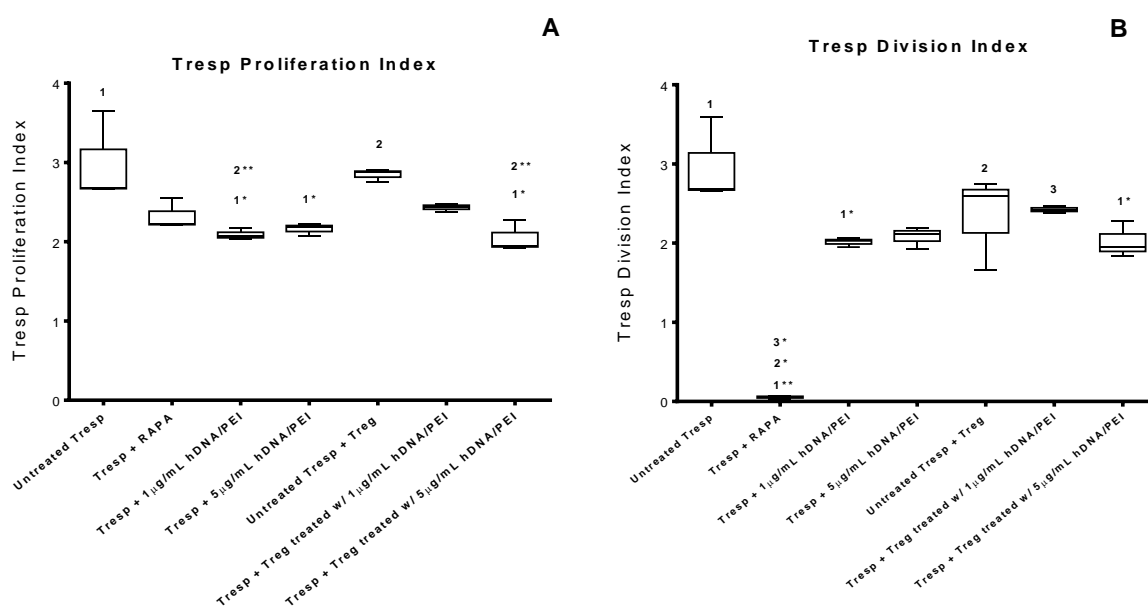 A
Tresp Proliferation Index
Tresp Proliferation Index
4
3
2
1
0
1
2**
1*
1*
2
2**
1*
Untreated Tresp
Tresp + RAPA
Tresp + 1μg/mL hDNA/PEI
Tresp + 5μg/mL hDNA/PEI
Untreated Tresp + Treg
Tresp + Treg treated w/ 1μg/mL hDNA/PEI
Tresp + Treg treated w/ 5μg/mL hDNA/PEI
B
Tresp Division Index
Tresp Division Index
4
3
2
1
0
1
3*
2*
1**
1*
2
3
1*
Untreated Tresp
Tresp + RAPA
Tresp + 1μg/mL hDNA/PEI
Tresp + 5μg/mL hDNA/PEI
Untreated Tresp + Treg
Tresp + Treg treated w/ 1μg/mL hDNA/PEI
Tresp + Treg treated w/ 5μg/mL hDNA/PEI